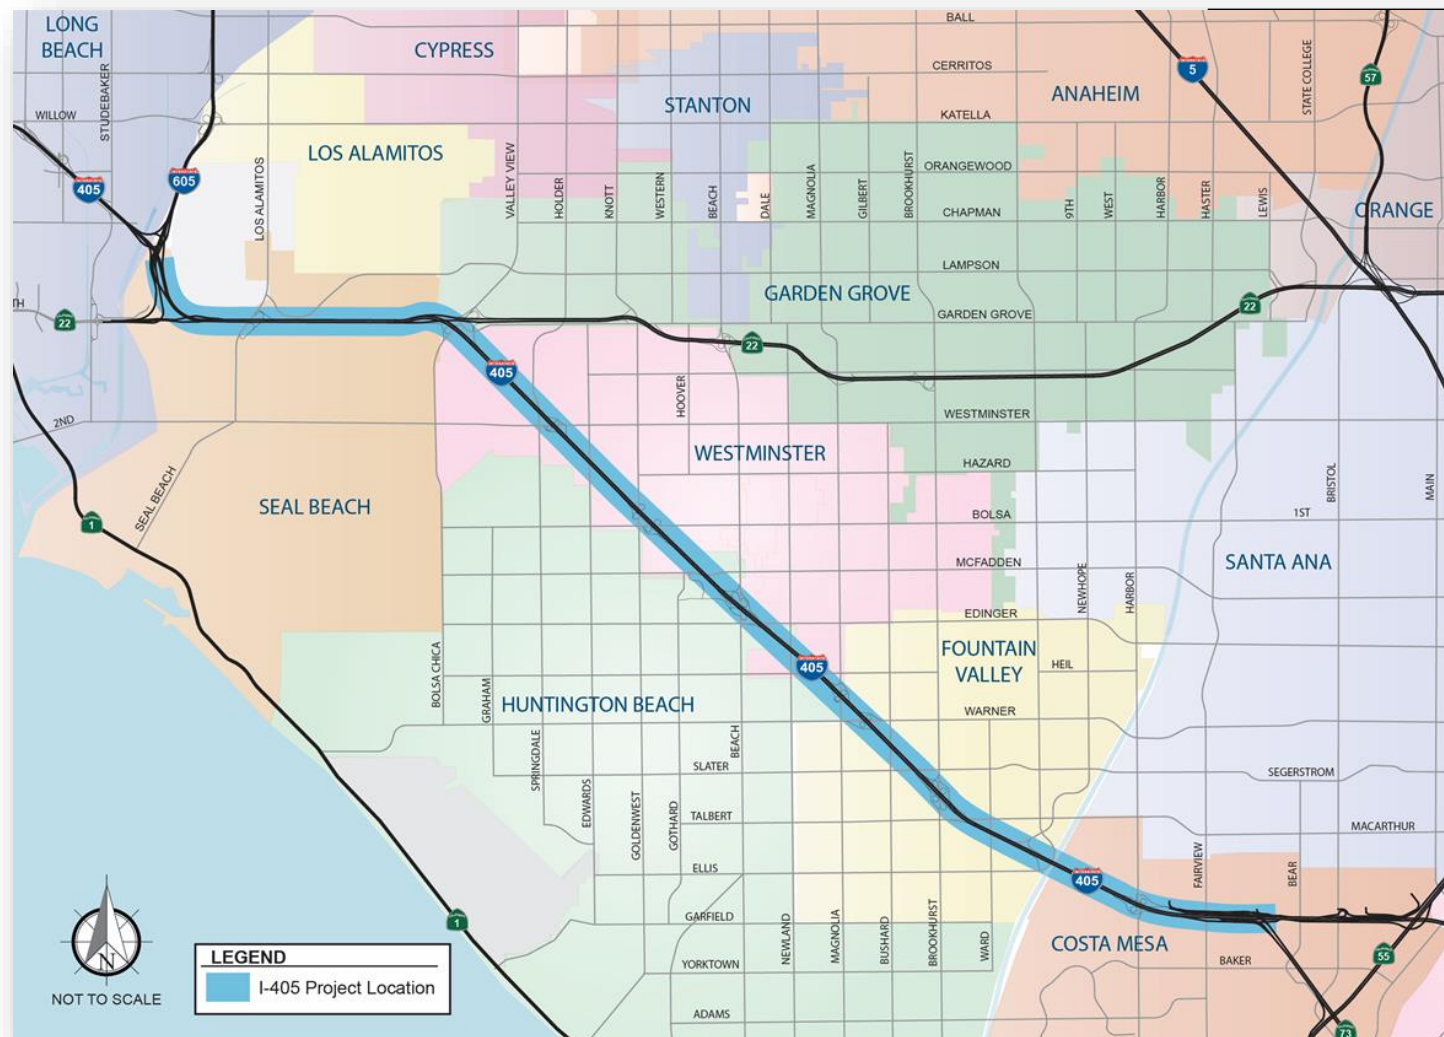 LONG
BEACH
CYPRESS
BALL
CERRITOS
STANTON
ANAHEIM
5
57
STATE COLLEGE
STUDEBAKER
WILLOW
KATELLA
LOS ALAMITOS
ORANGEWOOD
405
605
LOS ALAMITOS
VALLEY VIEW
HOLDER
KNOTT
WESTERN
BEACH
DALE
MAGNOLIA
GILBERT
BROOKHURST
CHAPMAN
9TH
WEST
HARBOR
HASTER
LEWIS
ORANGE
LAMPSON
GARDEN GROVE
TH
22
GARDEN GROVE
22
22
405
HOOVER
WESTMINSTER
2ND
WESTMINSTER
HAZARD
SEAL BEACH
SEAL BEACH
1
BOLSA
1ST
BRISTOL
MAIN
MCFADDEN
SANTA ANA
NEWHOPE
HARBOR
EDINGER
FOUNTAIN
VALLEY
HEIL
405
BOLSA CHICA
GRAHAM
HUNTINGTON BEACH
WARNER
SPRINGDALE
BEACH
SLATER
SEGERSTROM
EDWARDS
GOLDENWEST
GOTHARD
TALBERT
MACARTHUR
ELLIS
405
FAIRVIEW
BEAR
1
GARFIELD
NEWLAND
MAGNOLIA
BUSHARD
BROOKHURST
WARD
COSTA MESA
BAKER
55
YORKTOWN
ADAMS
73
N
NOT TO SCALE
LEGEND
I-405 Project Location